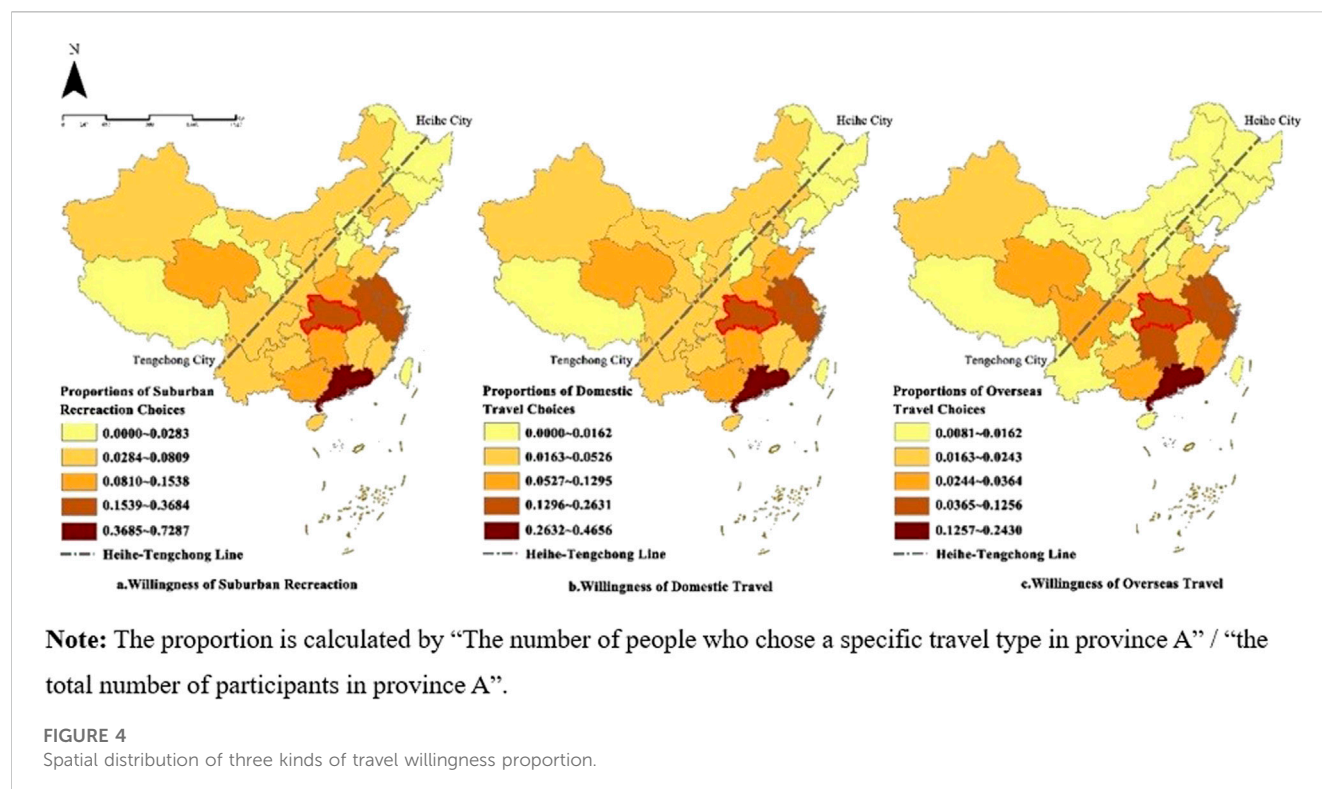 N
Heihe City
Heihe City
Heihe City
Tengchong City
Tengchong City
Tengchong City
Proportions of Suburban
Recreaction Choices
0.0000~0.0283
0.0284~0.0809
0.0810~0.1538
0.1539~0.3684
0.3685~0.7287
Heihe-Tengchong Line
a.Willingness of Suburban Recreaction
Proportions of Domestic
Travel Choices
0.0000~0.0162
0.0163~0.0526
0.0527~0.1295
0.1296~0.2631
0.2632~0.4656
Heihe-Tengchong Line
b.Willingness of Domestic Travel
Proportions of Overseas
Travel Choices
0.0081~0.0162
0.0163~0.0243
0.0244~0.0364
0.0365~0.1256
0.1257~0.2430
Heihe-Tengchong Line
c.Willingness of Overseas Travel
Note: The proportion is calculated by “The number of people who chose a specific travel type in province A” / “the
total number of participants in province A”.
FIGURE 4
Spatial distribution of three kinds of travel willingness proportion.